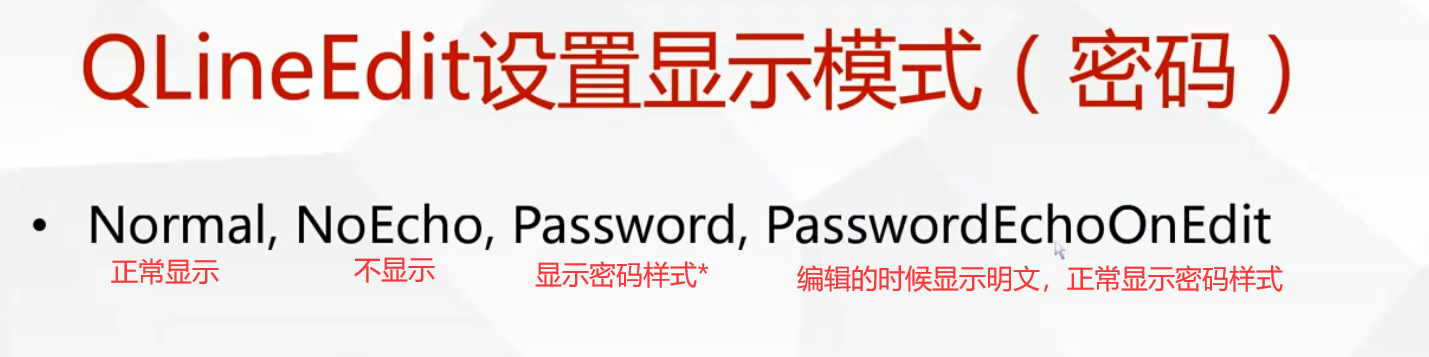 QLineEdit设置显示模式（密码）
• Normal, NoEcho, Password, PasswordEchoOnEdit
正常显示 不显示 显示密码样式* 编辑的时候显示明文，正常显示密码样式